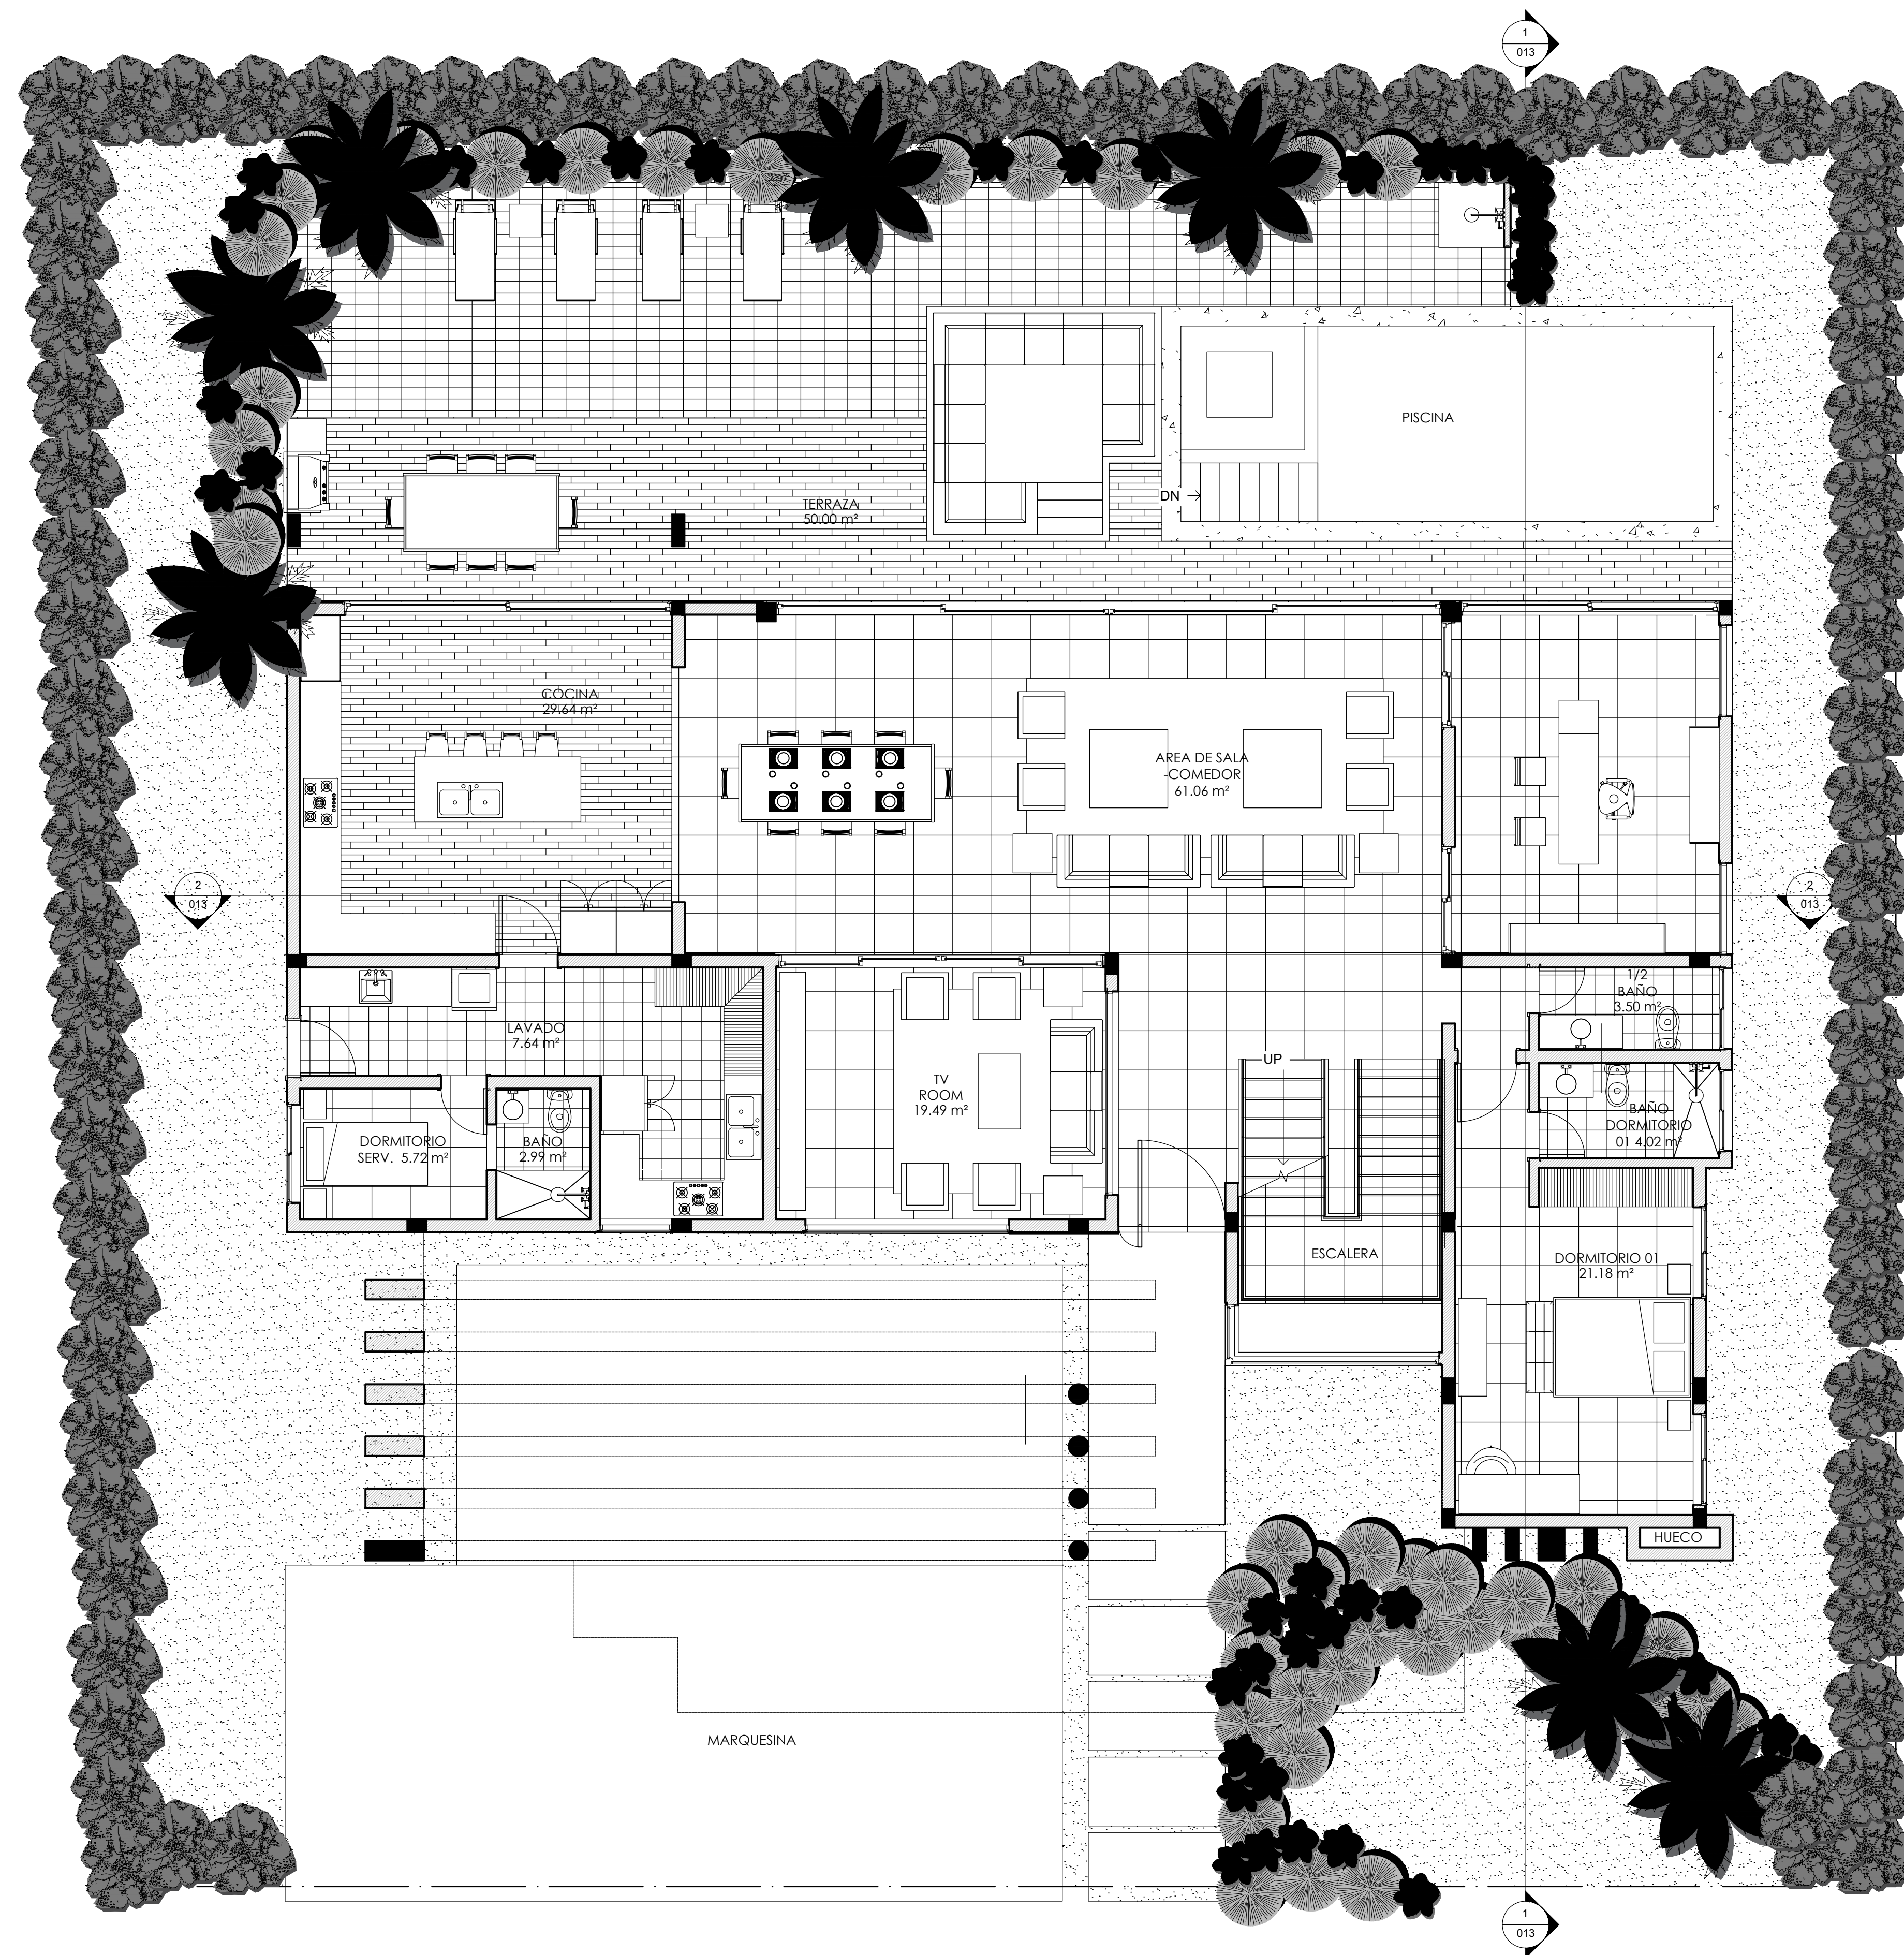 1
013
PISCINA
DN
TERRAZA
50.00 m²
COCINA
29.64 m²
AREA DE SALA
-COMEDOR
61.06 m²
2
013
2
013
1/2
BAÑO
3.50 m²
LAVADO
7.64 m²
UP
TV
ROOM
19.49 m²
BAÑO
DORMITORIO
01 4.02 m²
DORMITORIO
SERV. 5.72 m²
BAÑO
2.99 m²
ESCALERA
DORMITORIO 01
21.18 m²
HUECO
MARQUESINA
1
013